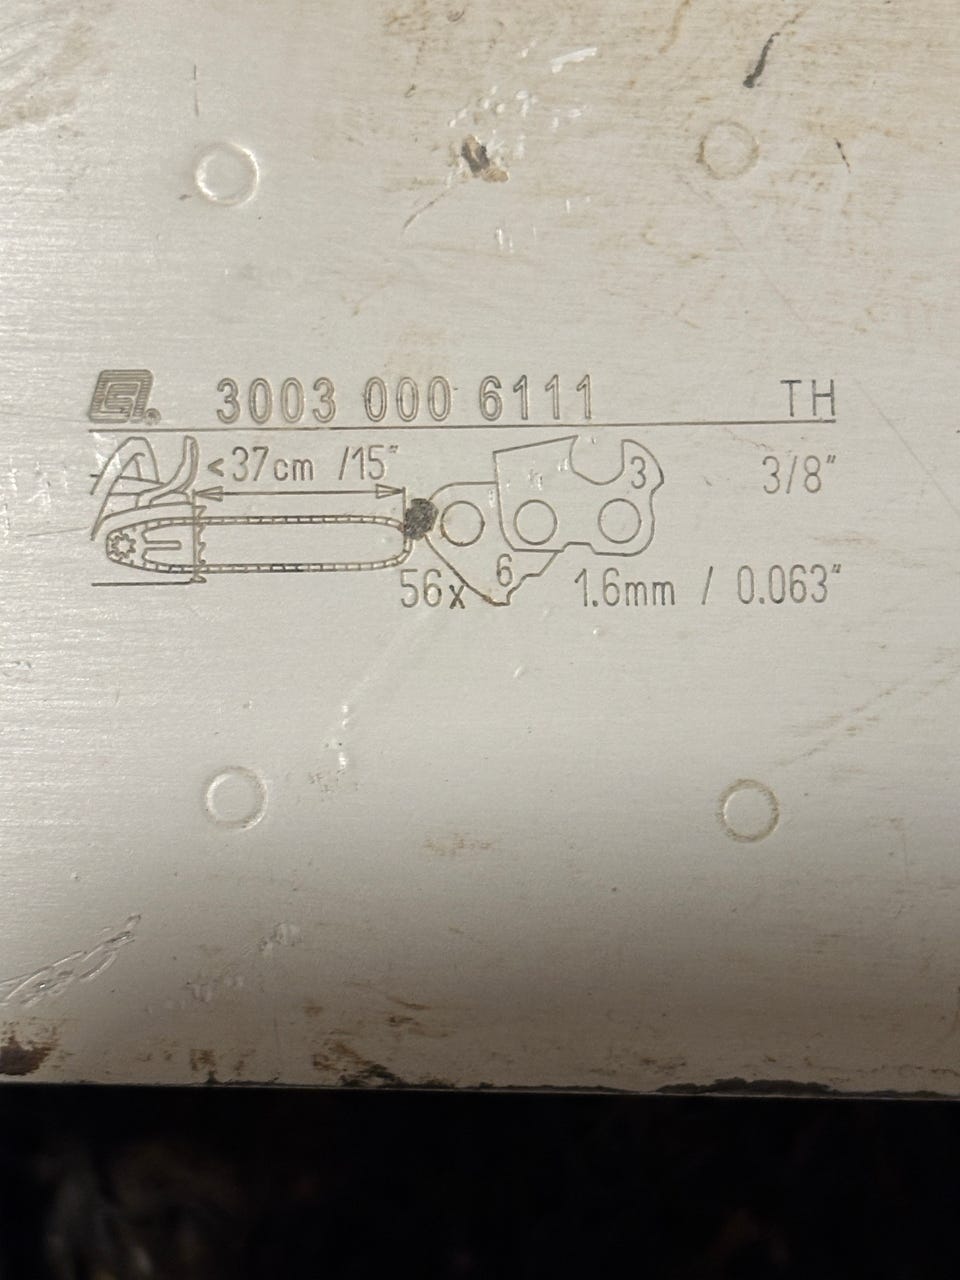 3003 000 6111 TH
<37cm /15" 3 3/8"
56x 6 1.6mm / 0.063"